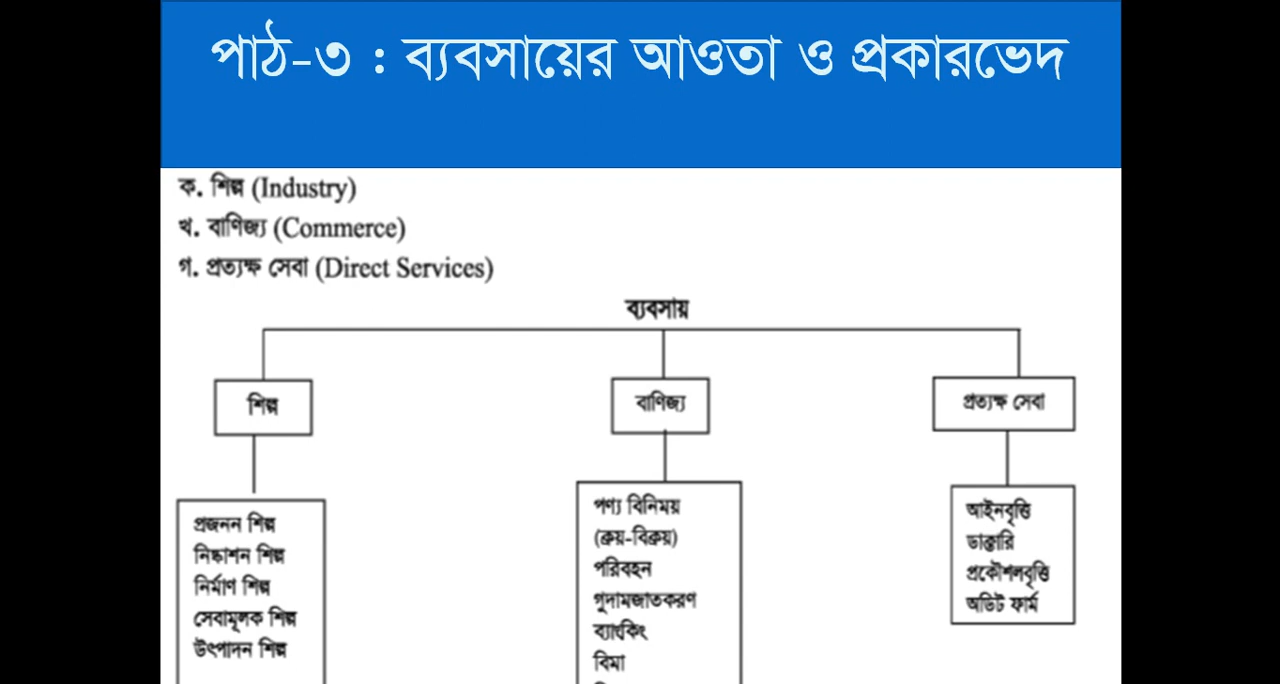 পাঠ-৩ : ব্যবসায়ের আওতা ও প্রকারভেদ
ক. শিল্প (Industry)
খ. বাণিজ্য (Commerce)
গ. প্রত্যক্ষ সেবা (Direct Services)
ব্যবসায়
শিল্প
বাণিজ্য
প্রত্যক্ষ সেবা
প্রজনন শিল্প
নিষ্কাশন শিল্প
নির্মাণ শিল্প
সেবামূলক শিল্প
উৎপাদন শিল্প
পণ্য বিনিময়
(ক্রয়-বিক্রয়)
পরিবহন
গুদামজাতকরণ
ব্যাংকিং
বিমা
আইনবৃত্তি
ডাক্তারি
প্রকৌশলবৃত্তি
অডিট ফার্ম